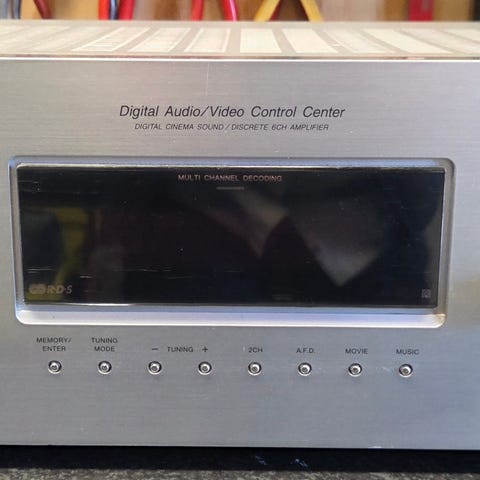 Digital Audio/Video Control Center
DIGITAL CINEMA SOUND / DISCRETE 6CH AMPLIFIER
MULTI CHANNEL DECODING
R·D·S
MEMORY/
ENTER
TUNING
MODE
– TUNING +
2CH
A.F.D.
MOVIE
MUSIC